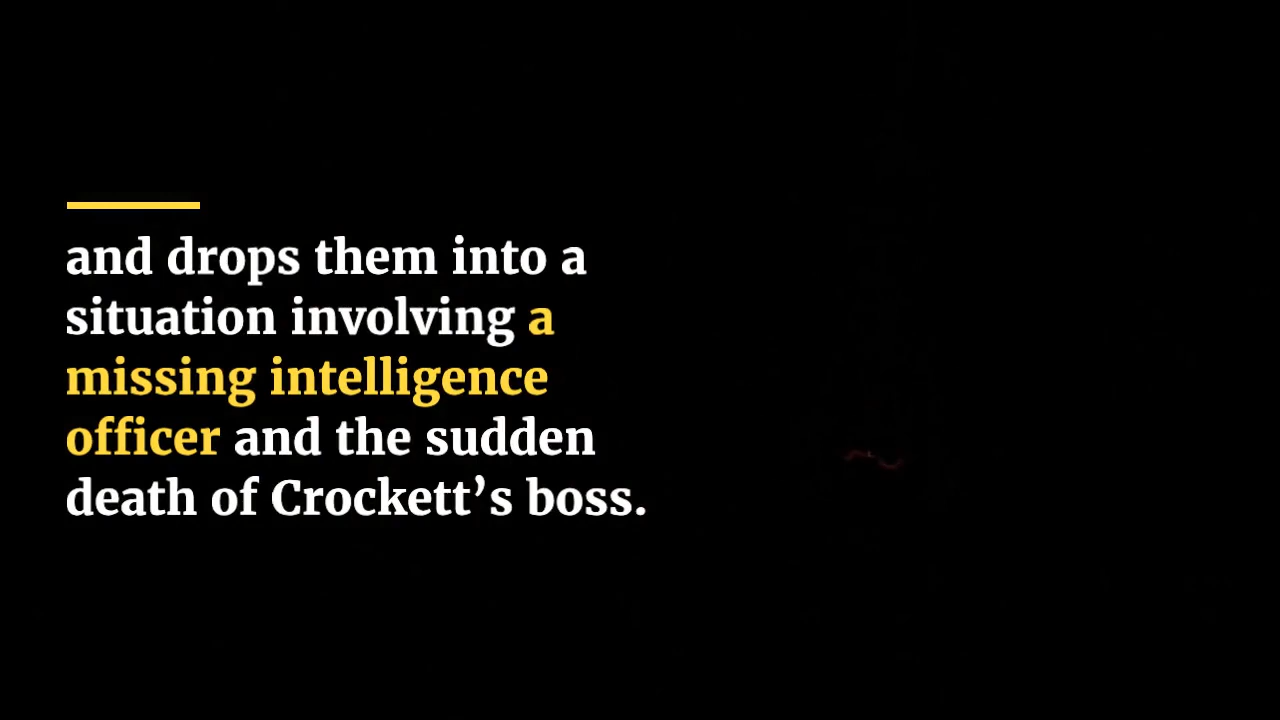 and drops them into a
situation involving a
missing intelligence
officer and the sudden
death of Crockett’s boss.